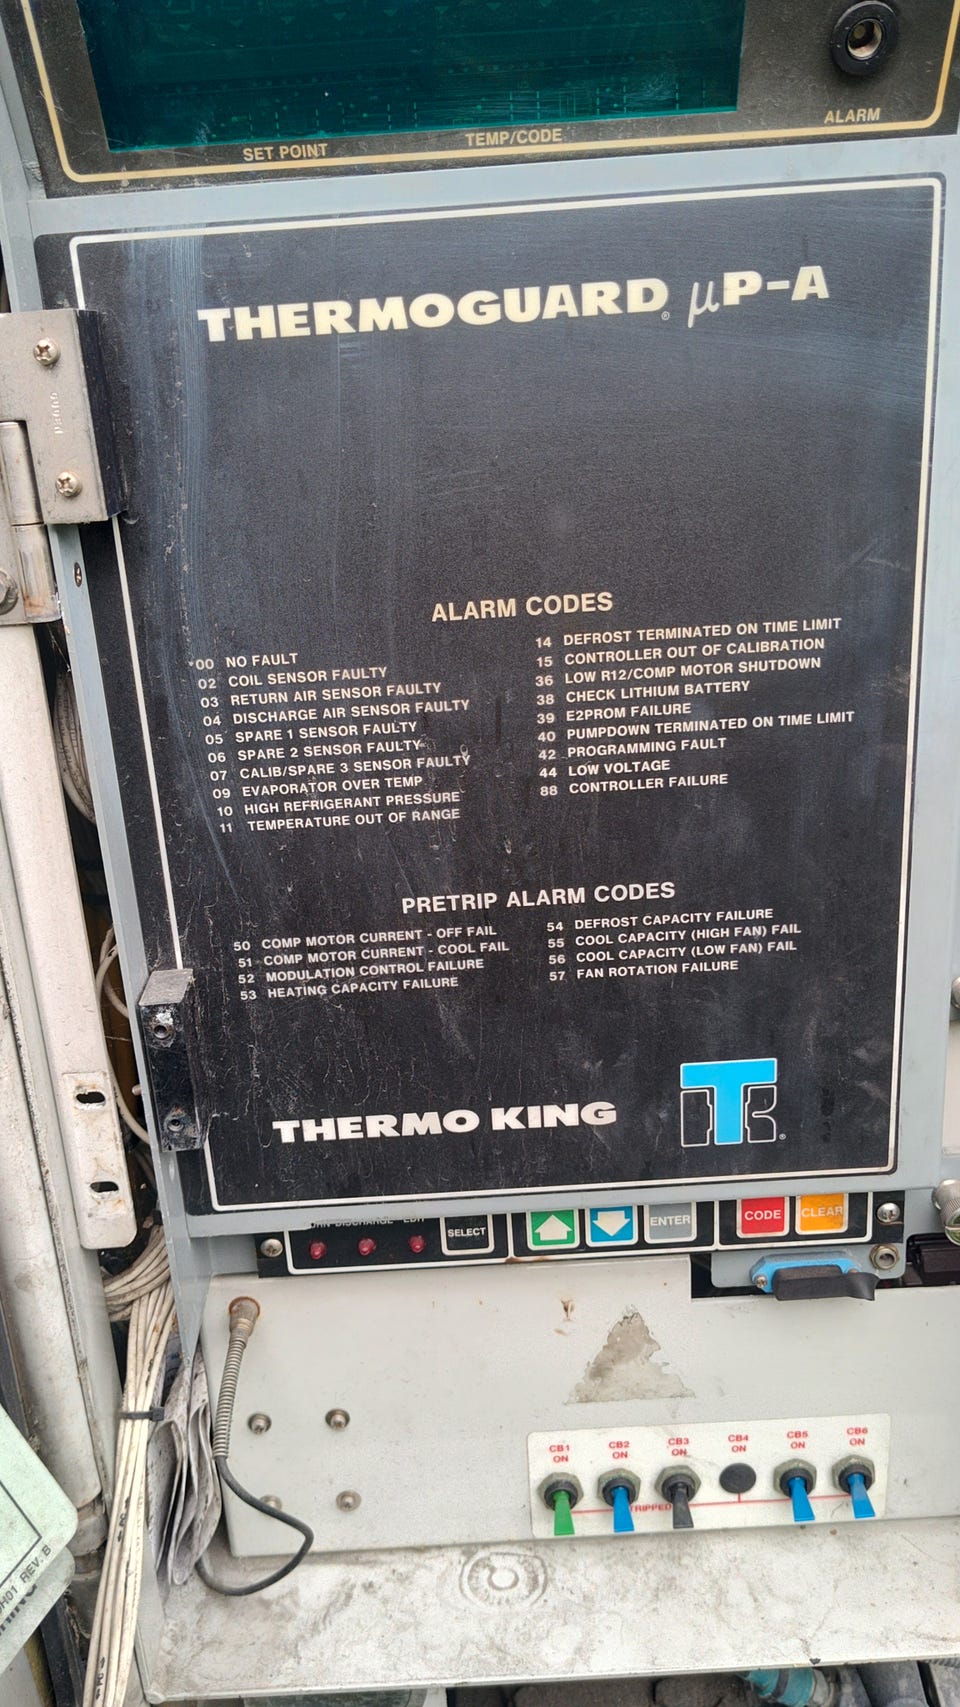 SET POINT
TEMP/CODE
ALARM
THERMOGUARD® µP-A
ALARM CODES
00 NO FAULT
02 COIL SENSOR FAULTY
03 RETURN AIR SENSOR FAULTY
04 DISCHARGE AIR SENSOR FAULTY
05 SPARE 1 SENSOR FAULTY
06 SPARE 2 SENSOR FAULTY
07 CALIB/SPARE 3 SENSOR FAULTY
09 EVAPORATOR OVER TEMP
10 HIGH REFRIGERANT PRESSURE
11 TEMPERATURE OUT OF RANGE
14 DEFROST TERMINATED ON TIME LIMIT
15 CONTROLLER OUT OF CALIBRATION
36 LOW R12/COMP MOTOR SHUTDOWN
38 CHECK LITHIUM BATTERY
39 E2PROM FAILURE
40 PUMPDOWN TERMINATED ON TIME LIMIT
42 PROGRAMMING FAULT
44 LOW VOLTAGE
88 CONTROLLER FAILURE
PRETRIP ALARM CODES
50 COMP MOTOR CURRENT - OFF FAIL
51 COMP MOTOR CURRENT - COOL FAIL
52 MODULATION CONTROL FAILURE
53 HEATING CAPACITY FAILURE
54 DEFROST CAPACITY FAILURE
55 COOL CAPACITY (HIGH FAN) FAIL
56 COOL CAPACITY (LOW FAN) FAIL
57 FAN ROTATION FAILURE
THERMO KING
TK®
DISCHARGE
SELECT
ENTER
CODE
CLEAR
CB1 ON
CB2 ON
CB3 ON
CB4 ON
CB5 ON
CB6 ON
TRIPPED
REV. B